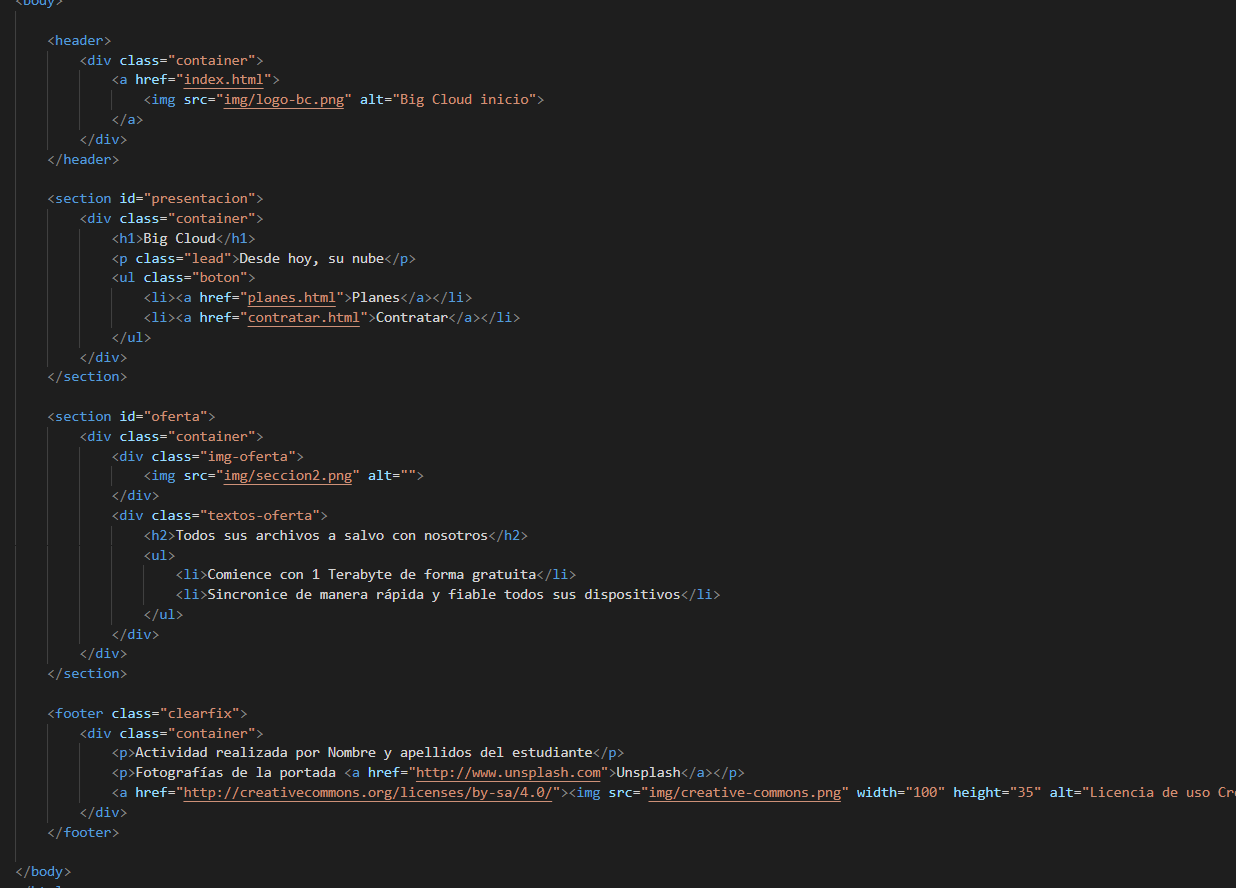 <body>
<header>
<div class="container">
<a href="index.html">
<img src="img/logo-bc.png" alt="Big Cloud inicio">
</a>
</div>
</header>
<section id="presentacion">
<div class="container">
<h1>Big Cloud</h1>
<p class="lead">Desde hoy, su nube</p>
<ul class="boton">
<li><a href="planes.html">Planes</a></li>
<li><a href="contratar.html">Contratar</a></li>
</ul>
</div>
</section>
<section id="oferta">
<div class="container">
<div class="img-oferta">
<img src="img/seccion2.png" alt="">
</div>
<div class="textos-oferta">
<h2>Todos sus archivos a salvo con nosotros</h2>
<ul>
<li>Comience con 1 Terabyte de forma gratuita</li>
<li>Sincronice de manera rápida y fiable todos sus dispositivos</li>
</ul>
</div>
</div>
</section>
<footer class="clearfix">
<div class="container">
<p>Actividad realizada por Nombre y apellidos del estudiante</p>
<p>Fotografías de la portada <a href="http://www.unsplash.com">Unsplash</a></p>
<a href="http://creativecommons.org/licenses/by-sa/4.0/"><img src="img/creative-commons.png" width="100" height="35" alt="Licencia de uso
</div>
</footer>
</body>